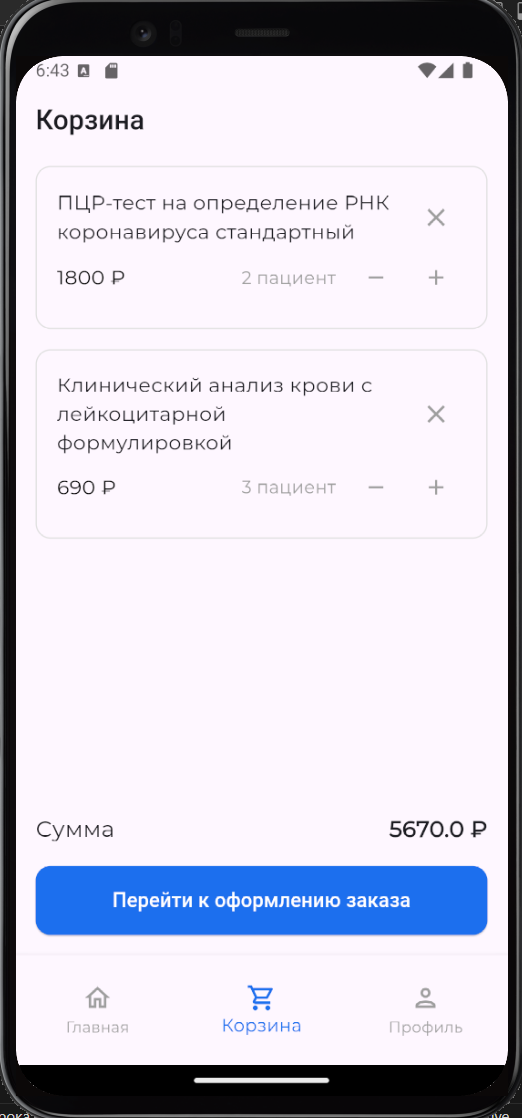 6:43
Корзина
ПЦР-тест на определение РНК
коронавируса стандартный
1800 ₽
2 пациент
Клинический анализ крови с
лейкоцитарной
формулировкой
690 ₽
3 пациент
Сумма
5670.0 ₽
Перейти к оформлению заказа
Главная
Корзина
Профиль